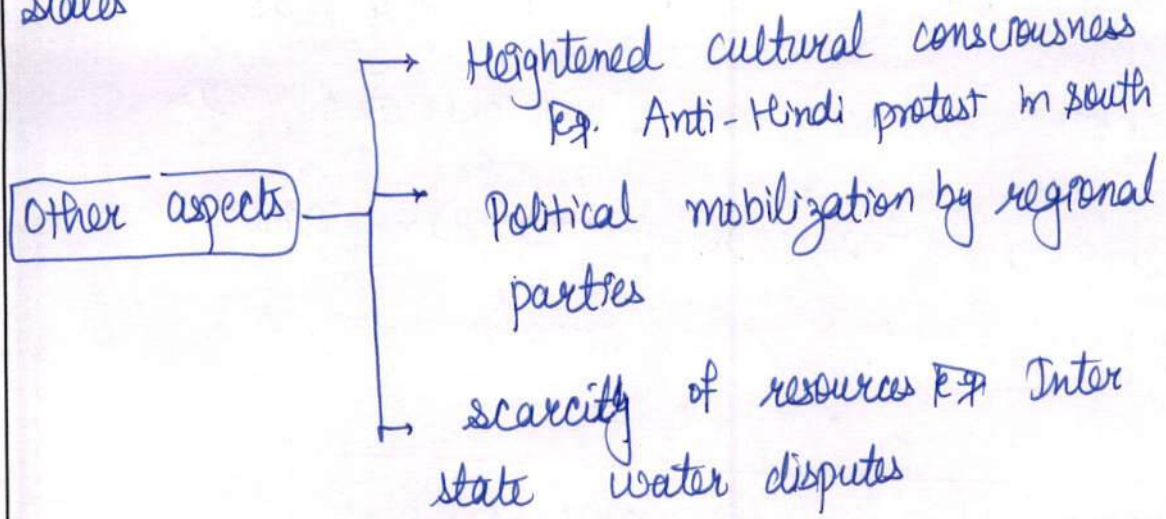 states
Heightened cultural consciousness
eg. Anti-Hindi protest in south
Other aspects
Political mobilization by regional
parties
scarcity of resources eg Inter
state water disputes